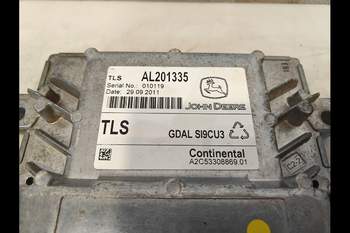 TLS AL201335
Serial No.: 010119
Date: 29.09.2011
JOHN DEERE
TLS GDAL Si9CU3
Continental
A2C53308869.01